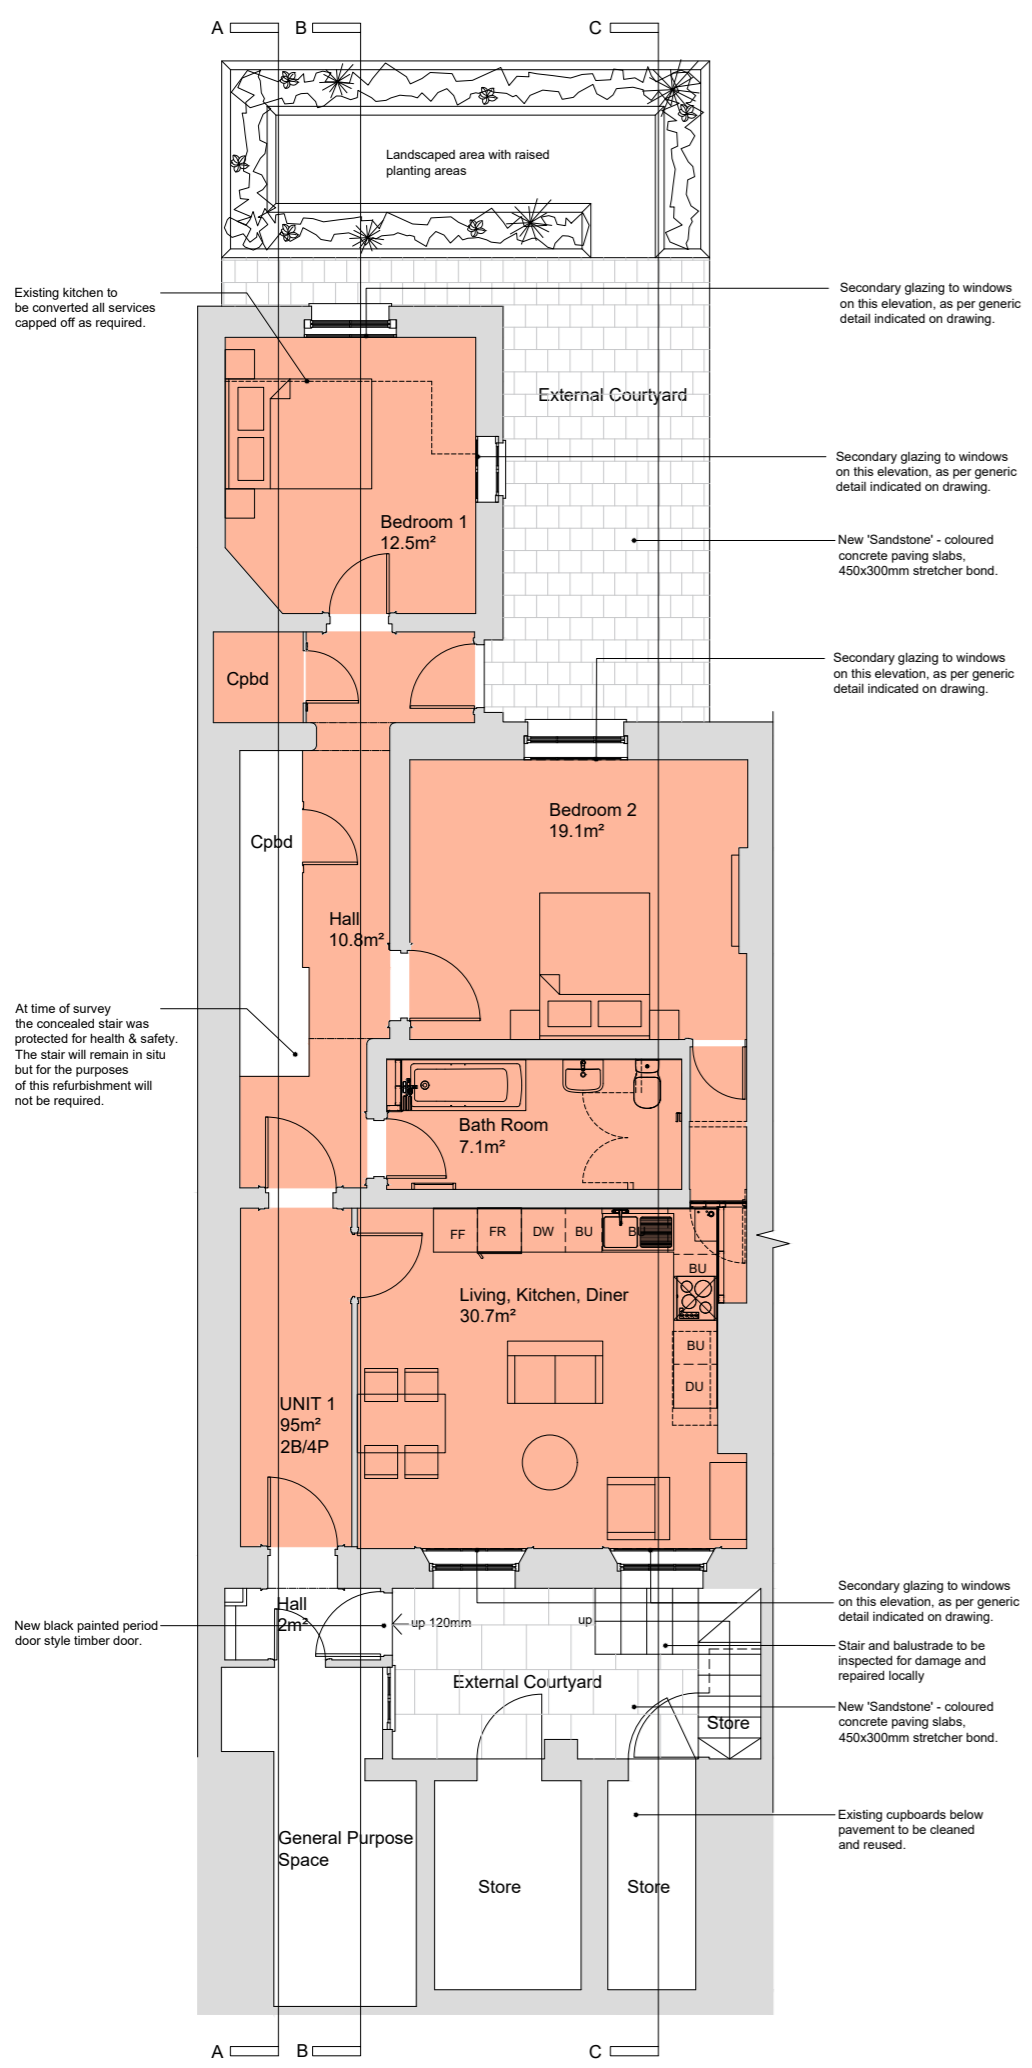 A
B
C
Landscaped area with raised
planting areas
Existing kitchen to
be converted all services
capped off as required.
Secondary glazing to windows
on this elevation, as per generic
detail indicated on drawing.
External Courtyard
Secondary glazing to windows
on this elevation, as per generic
detail indicated on drawing.
Bedroom 1
12.5m²
New 'Sandstone' - coloured
concrete paving slabs,
450x300mm stretcher bond.
Cpbd
Secondary glazing to windows
on this elevation, as per generic
detail indicated on drawing.
Bedroom 2
19.1m²
Cpbd
Hall
10.8m²
At time of survey
the concealed stair was
protected for health & safety.
The stair will remain in situ
but for the purposes
of this refurbishment will
not be required.
Bath Room
7.1m²
FF
FR
DW
BU
BU
BU
Living, Kitchen, Diner
30.7m²
BU
DU
UNIT 1
95m²
2B/4P
Hall
2m²
New black painted period
door style timber door.
up 120mm
up
Secondary glazing to windows
on this elevation, as per generic
detail indicated on drawing.
Stair and balustrade to be
inspected for damage and
repaired locally
External Courtyard
New 'Sandstone' - coloured
concrete paving slabs,
450x300mm stretcher bond.
Store
General Purpose
Space
Existing cupboards below
pavement to be cleaned
and reused.
Store
Store
A
B
C